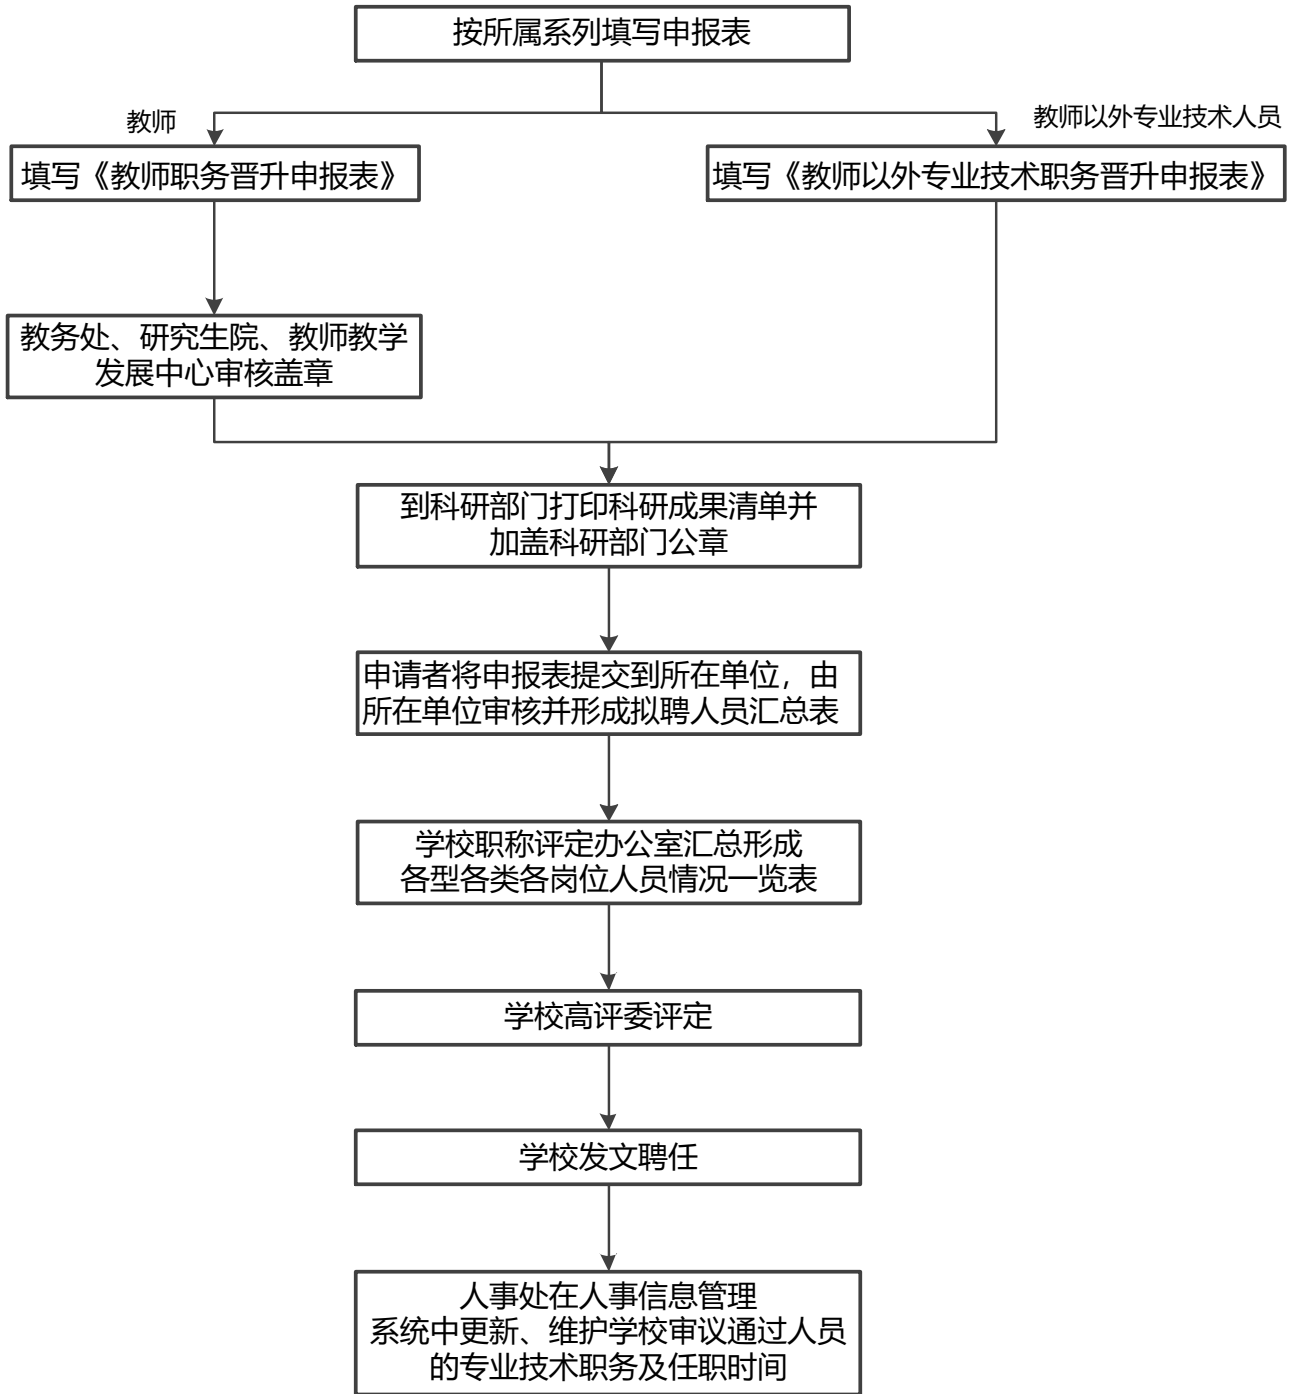 按所属系列填写申报表
教师
教师以外专业技术人员
填写《教师职务晋升申报表》
填写《教师以外专业技术职务晋升申报表》
教务处、研究生院、教师教学
发展中心审核盖章
到科研部门打印科研成果清单并
加盖科研部门公章
申请者将申报表提交到所在单位，由
所在单位审核并形成拟聘人员汇总表
学校职称评定办公室汇总形成
各型各类各岗位人员情况一览表
学校高评委评定
学校发文聘任
人事处在人事信息管理
系统中更新、维护学校审议通过人员
的专业技术职务及任职时间